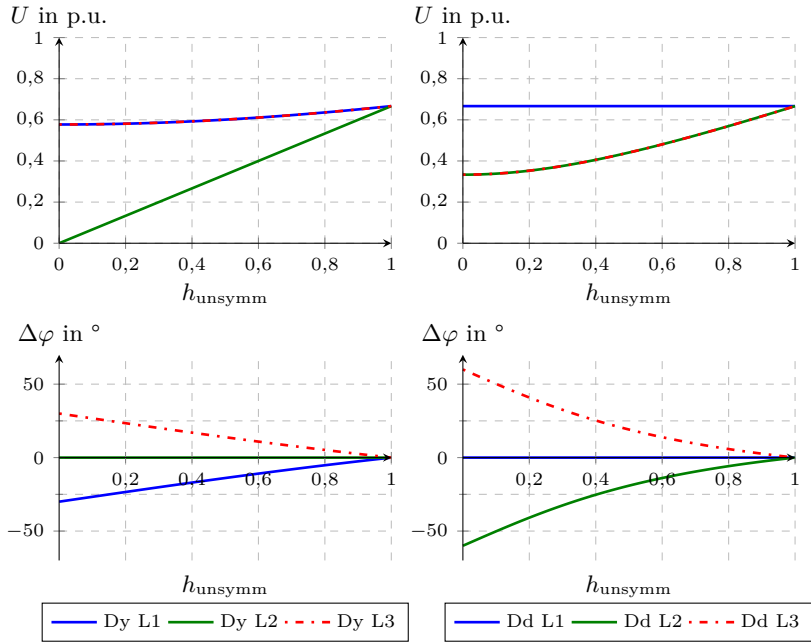 U in p.u.
U in p.u.
1
0,8
0,6
0,4
0,2
0
0 0,2 0,4 0,6 0,8 1
h_unsymm
1
0,8
0,6
0,4
0,2
0
0 0,2 0,4 0,6 0,8 1
h_unsymm
Δφ in °
Δφ in °
50
0
−50
0,2 0,4 0,6 0,8 1
h_unsymm
50
0
−50
0,2 0,4 0,6 0,8 1
h_unsymm
Dy L1 Dy L2 Dy L3
Dd L1 Dd L2 Dd L3